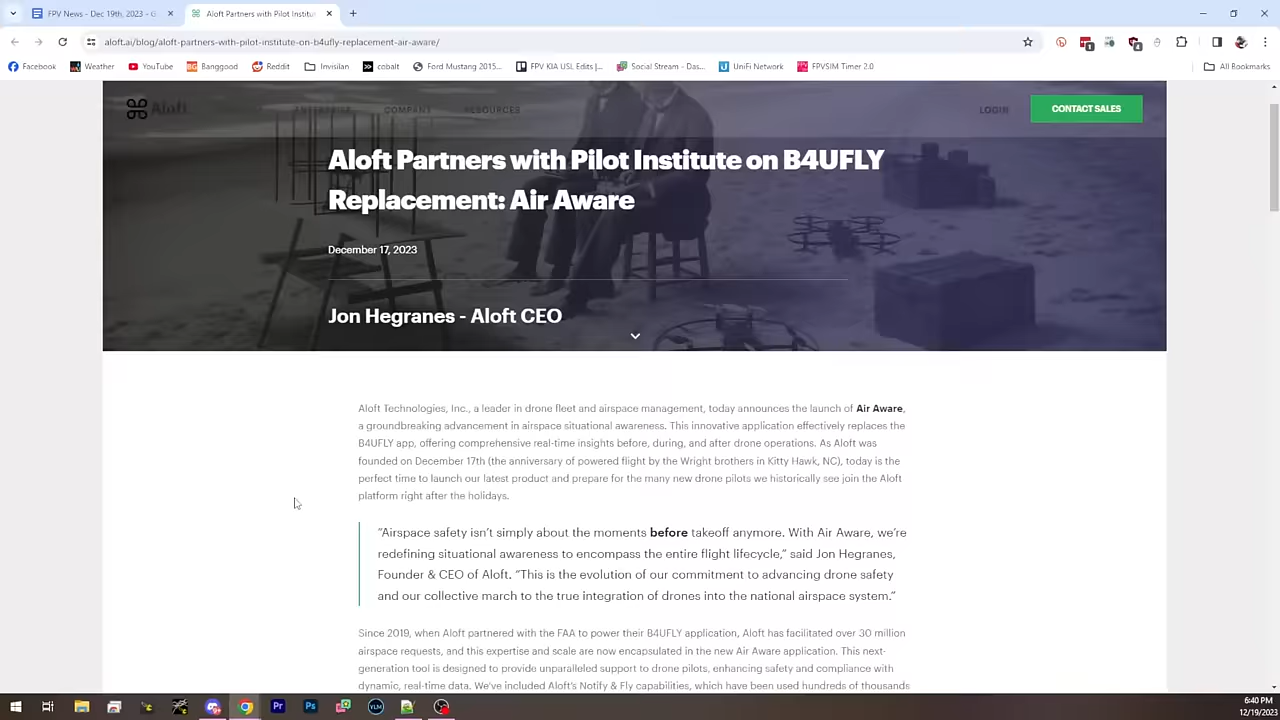 FPV News - Dec 19th, 2023 - G
Aloft Partners with Pilot Institu
aloft.ai/blog/aloft-partners-with-pilot-institute-on-b4ufly-replacement-air-aware/
Facebook Weather YouTube Banggood Reddit Invisilan cobalt Ford Mustang 2015... FPV KIA USL Edits |... Social Stream - Das... UniFi Network FPVSIM Timer 2.0 All Bookmarks
Aloft ENTERPRISE COMPANY RESOURCES LOGIN CONTACT SALES
Aloft Partners with Pilot Institute on B4UFLY
Replacement: Air Aware
December 17, 2023
Jon Hegranes - Aloft CEO
Aloft Technologies, Inc., a leader in drone fleet and airspace management, today announces the launch of Air Aware,
a groundbreaking advancement in airspace situational awareness. This innovative application effectively replaces the
B4UFLY app, offering comprehensive real-time insights before, during, and after drone operations. As Aloft was
founded on December 17th (the anniversary of powered flight by the Wright brothers in Kitty Hawk, NC), today is the
perfect time to launch our latest product and prepare for the many new drone pilots we historically see join the Aloft
platform right after the holidays.
“Airspace safety isn’t simply about the moments before takeoff anymore. With Air Aware, we’re
redefining situational awareness to encompass the entire flight lifecycle,” said Jon Hegranes,
Founder & CEO of Aloft. “This is the evolution of our commitment to advancing drone safety
and our collective march to the true integration of drones into the national airspace system.”
Since 2019, when Aloft partnered with the FAA to power their B4UFLY application, Aloft has facilitated over 30 million
airspace requests, and this expertise and scale are now encapsulated in the new Air Aware application. This next-
generation tool is designed to provide unparalleled support to drone pilots, enhancing safety and compliance with
dynamic, real-time data. We've included Aloft's Notify & Fly capabilities, which have been used hundreds of thousands
6:40 PM
12/19/2023